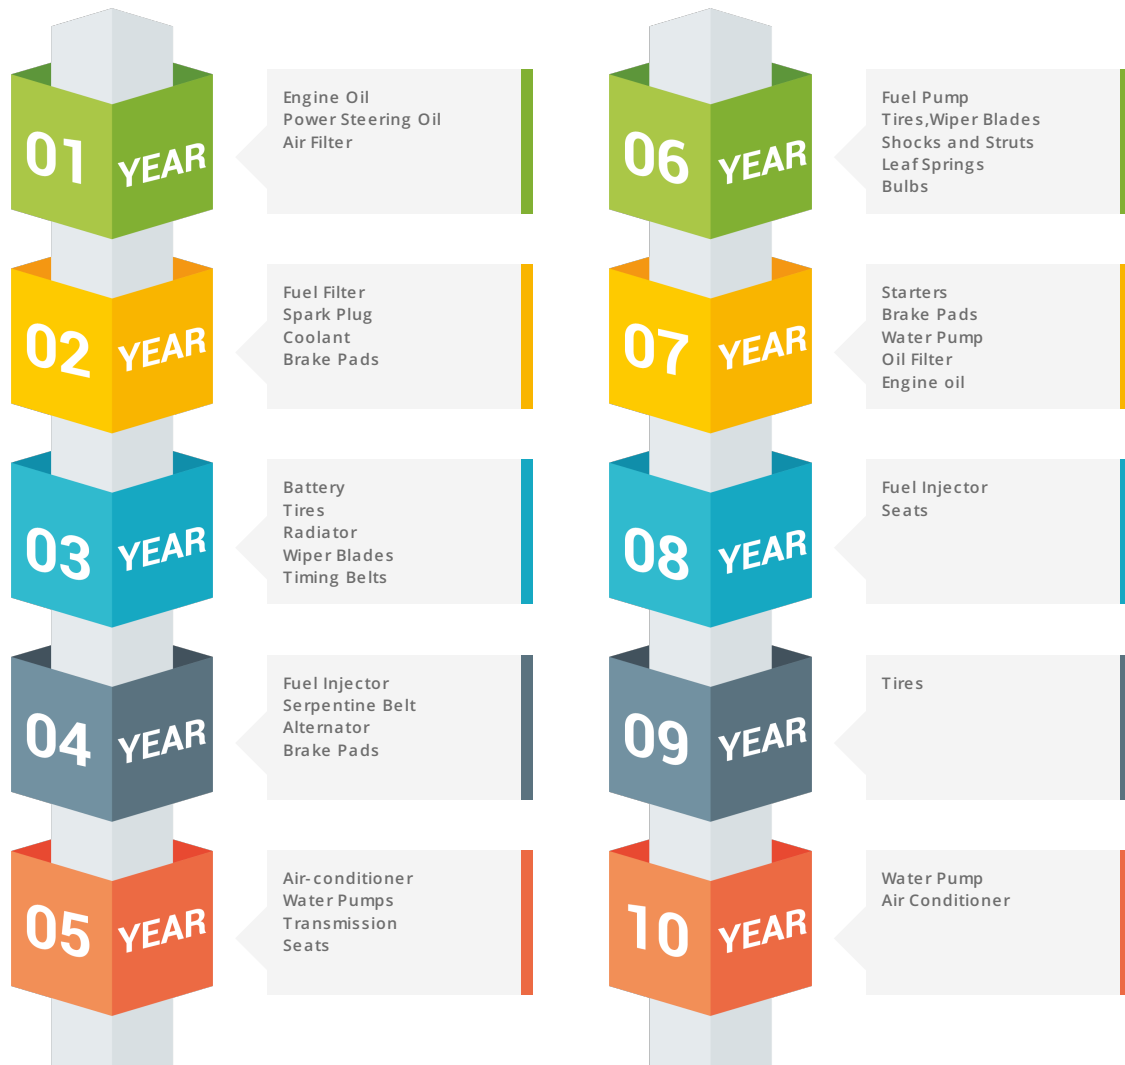 01 YEAR
Engine Oil
Power Steering Oil
Air Filter
02 YEAR
Fuel Filter
Spark Plug
Coolant
Brake Pads
03 YEAR
Battery
Tires
Radiator
Wiper Blades
Timing Belts
04 YEAR
Fuel Injector
Serpentine Belt
Alternator
Brake Pads
05 YEAR
Air-conditioner
Water Pumps
Transmission
Seats
06 YEAR
Fuel Pump
Tires,Wiper Blades
Shocks and Struts
Leaf Springs
Bulbs
07 YEAR
Starters
Brake Pads
Water Pump
Oil Filter
Engine oil
08 YEAR
Fuel Injector
Seats
09 YEAR
Tires
10 YEAR
Water Pump
Air Conditioner